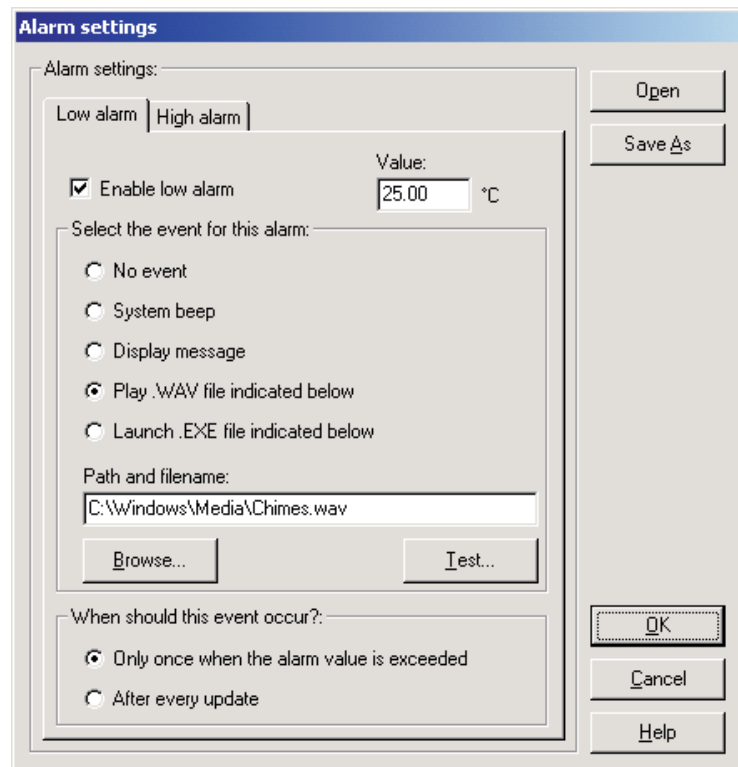 Alarm settings
Alarm settings:
Open
Low alarm High alarm
Save As
Value:
Enable low alarm 25.00 °C
Select the event for this alarm:
No event
System beep
Display message
Play .WAV file indicated below
Launch .EXE file indicated below
Path and filename:
C:\Windows\Media\Chimes.wav
Browse... Test...
When should this event occur?:
OK
Only once when the alarm value is exceeded
Cancel
After every update
Help